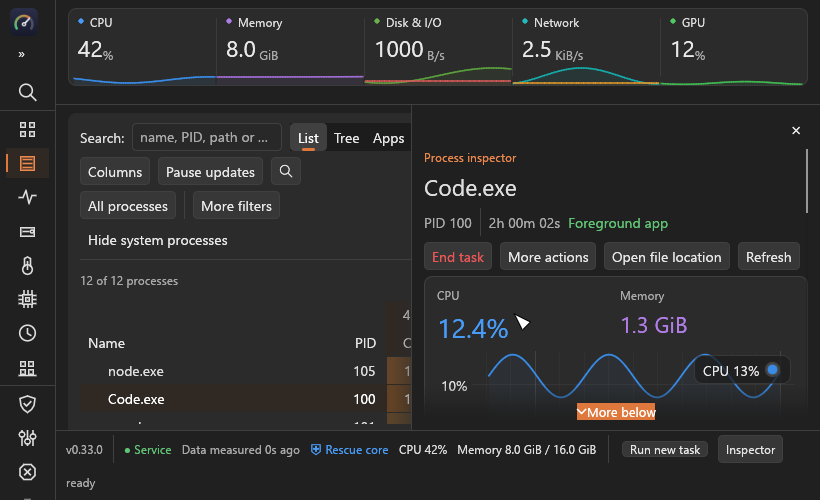 CPU
42%
Memory
8.0 GiB
Disk & I/O
1000 B/s
Network
2.5 KiB/s
GPU
12%
»
Search: name, PID, path or ... List Tree Apps
Columns Pause updates
All processes More filters
Hide system processes
12 of 12 processes
4
Name PID C
node.exe 105 1
Code.exe 100 1
Process inspector
Code.exe
PID 100 2h 00m 02s Foreground app
End task More actions Open file location Refresh
CPU Memory
12.4% 1.3 GiB
CPU 13%
10%
More below
v0.33.0 Service Data measured 0s ago Rescue core CPU 42% Memory 8.0 GiB / 16.0 GiB Run new task Inspector
ready